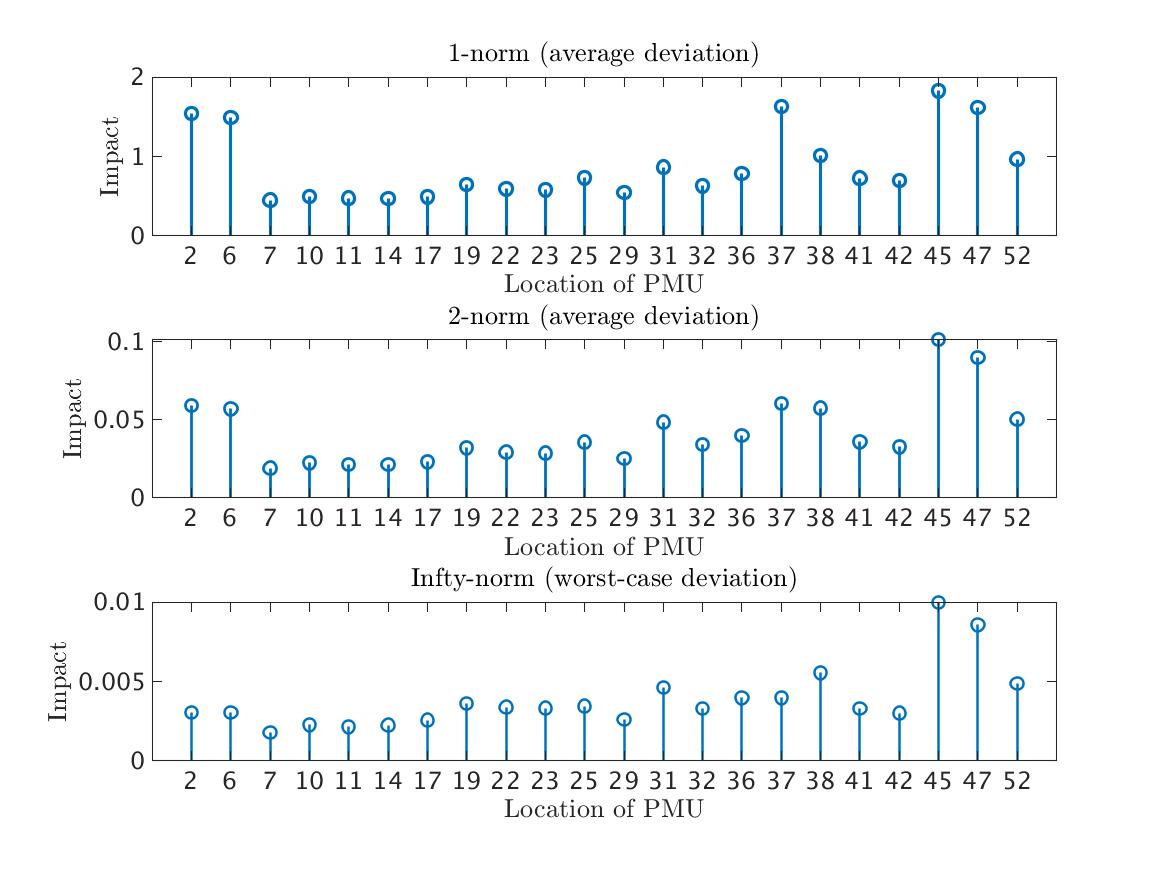 1-norm (average deviation)
2
1
0
Impact
2 6 7 10 11 14 17 19 22 23 25 29 31 32 36 37 38 41 42 45 47 52
Location of PMU
2-norm (average deviation)
0.1
0.05
0
Impact
2 6 7 10 11 14 17 19 22 23 25 29 31 32 36 37 38 41 42 45 47 52
Location of PMU
Infty-norm (worst-case deviation)
0.01
0.005
0
Impact
2 6 7 10 11 14 17 19 22 23 25 29 31 32 36 37 38 41 42 45 47 52
Location of PMU